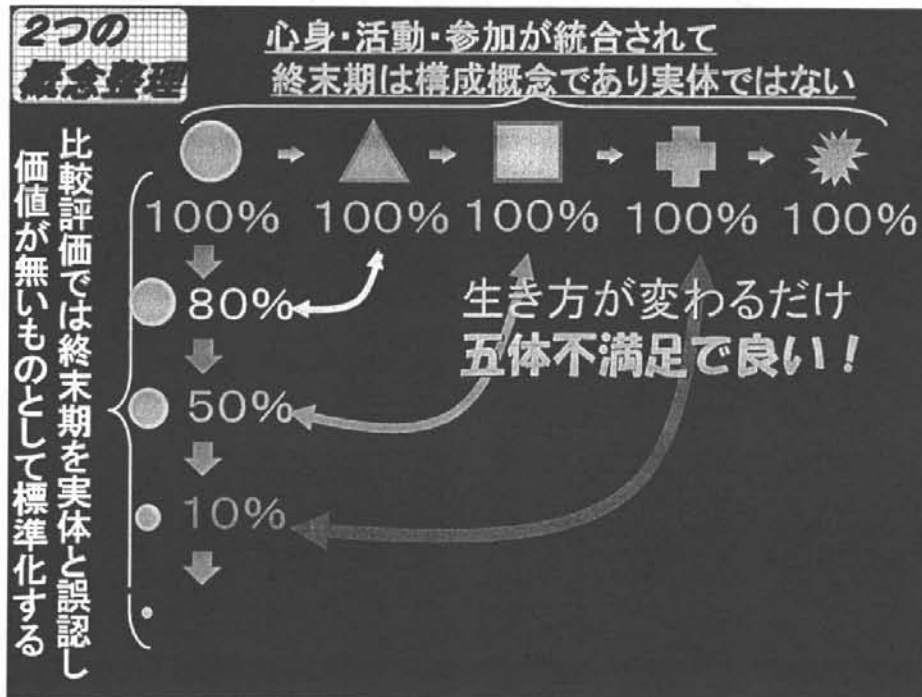 2つの
概念整理
心身・活動・参加が統合されて
終末期は構成概念であり実体ではない
比較評価では終末期を実体と誤認し
価値が無いものとして標準化する
100%
100%
100%
100%
100%
80%
50%
10%
生き方が変わるだけ
五体不満足で良い！